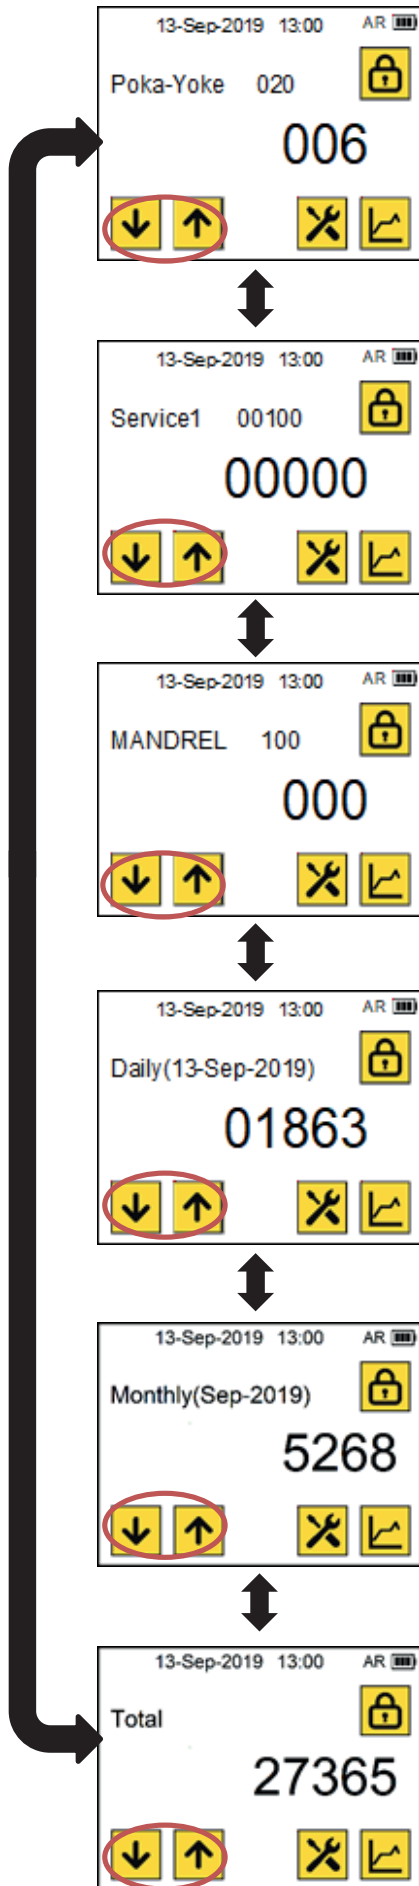 13-Sep-2019 13:00 AR
Poka-Yoke 020
006
13-Sep-2019 13:00 AR
Service1 00100
00000
13-Sep-2019 13:00 AR
MANDREL 100
000
13-Sep-2019 13:00 AR
Daily(13-Sep-2019)
01863
13-Sep-2019 13:00 AR
Monthly(Sep-2019)
5268
13-Sep-2019 13:00 AR
Total
27365